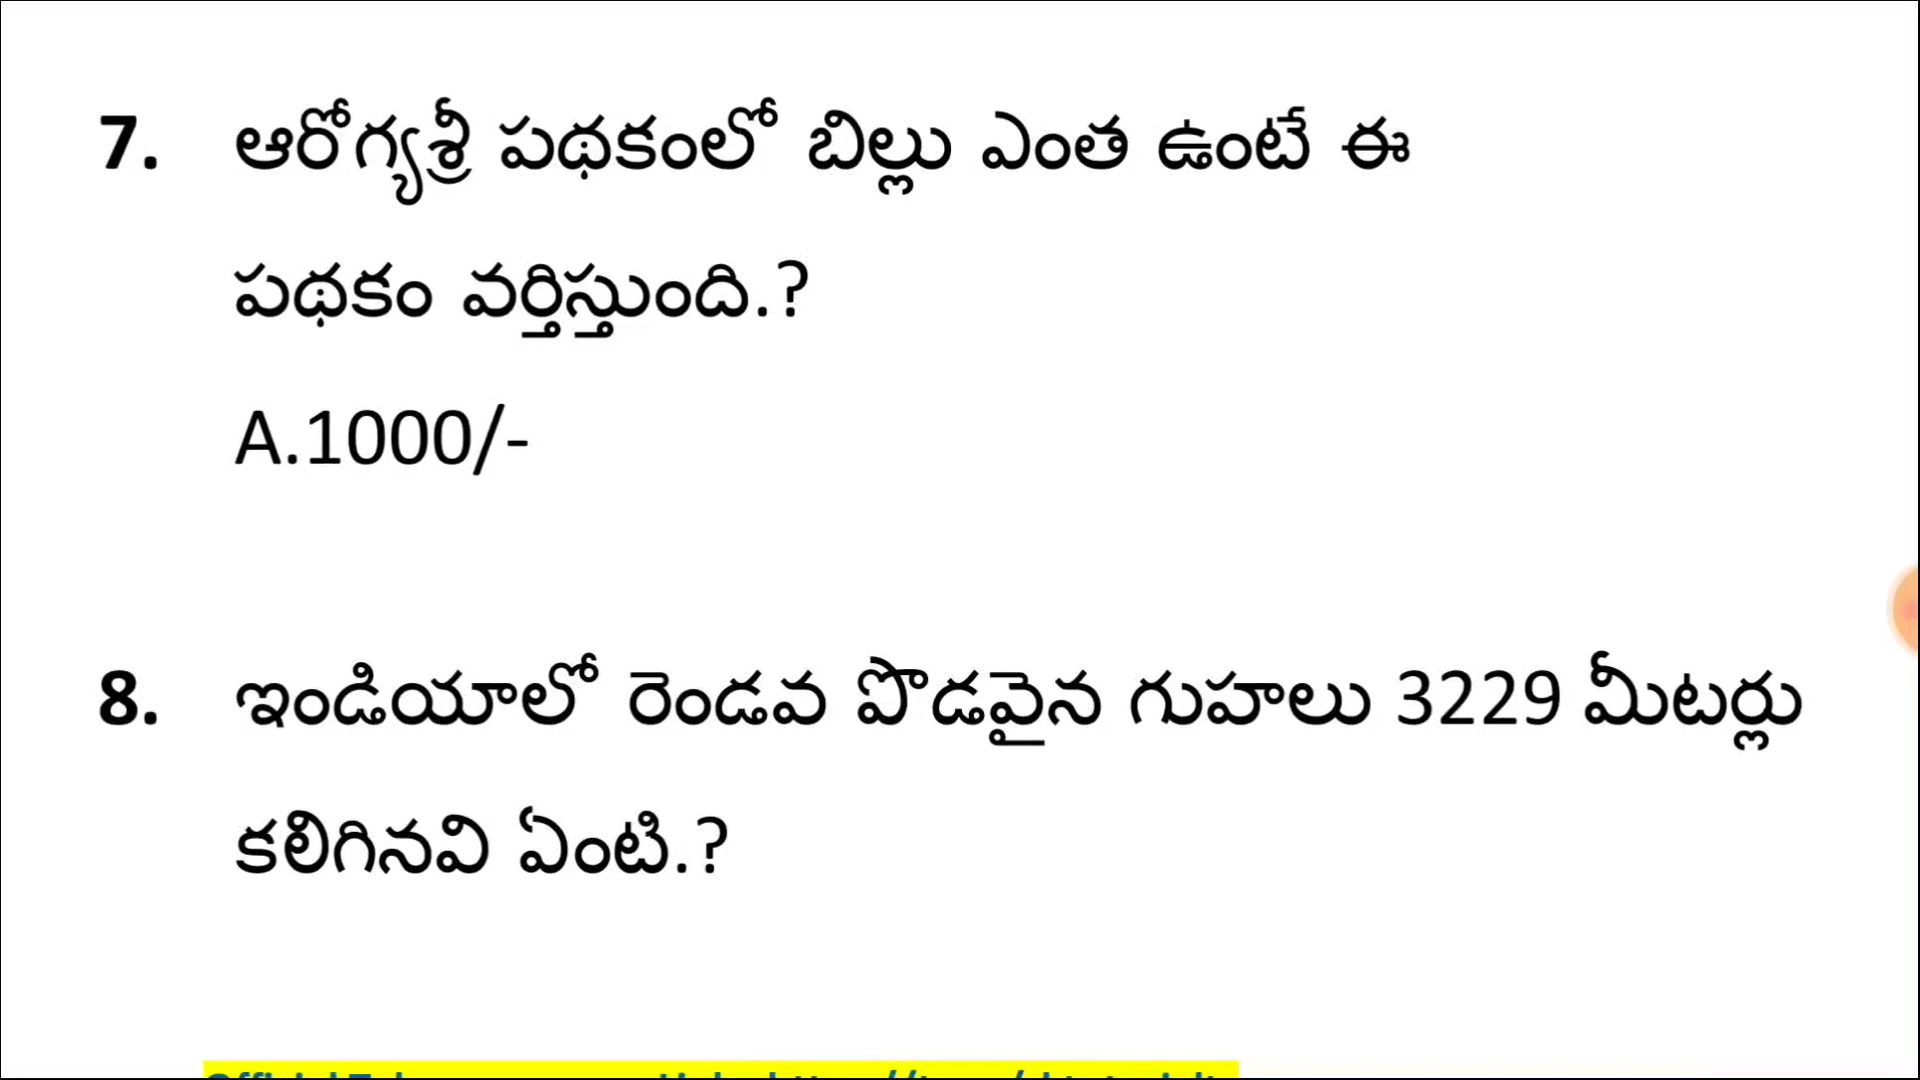 7. ఆరోగ్యశ్రీ పథకంలో బిల్లు ఎంత ఉంటే ఈ
పథకం వర్తిస్తుంది.?
A.1000/-
8. ఇండియాలో రెండవ పొడవైన గుహలు 3229 మీటర్లు
కలిగినవి ఏంటి.?